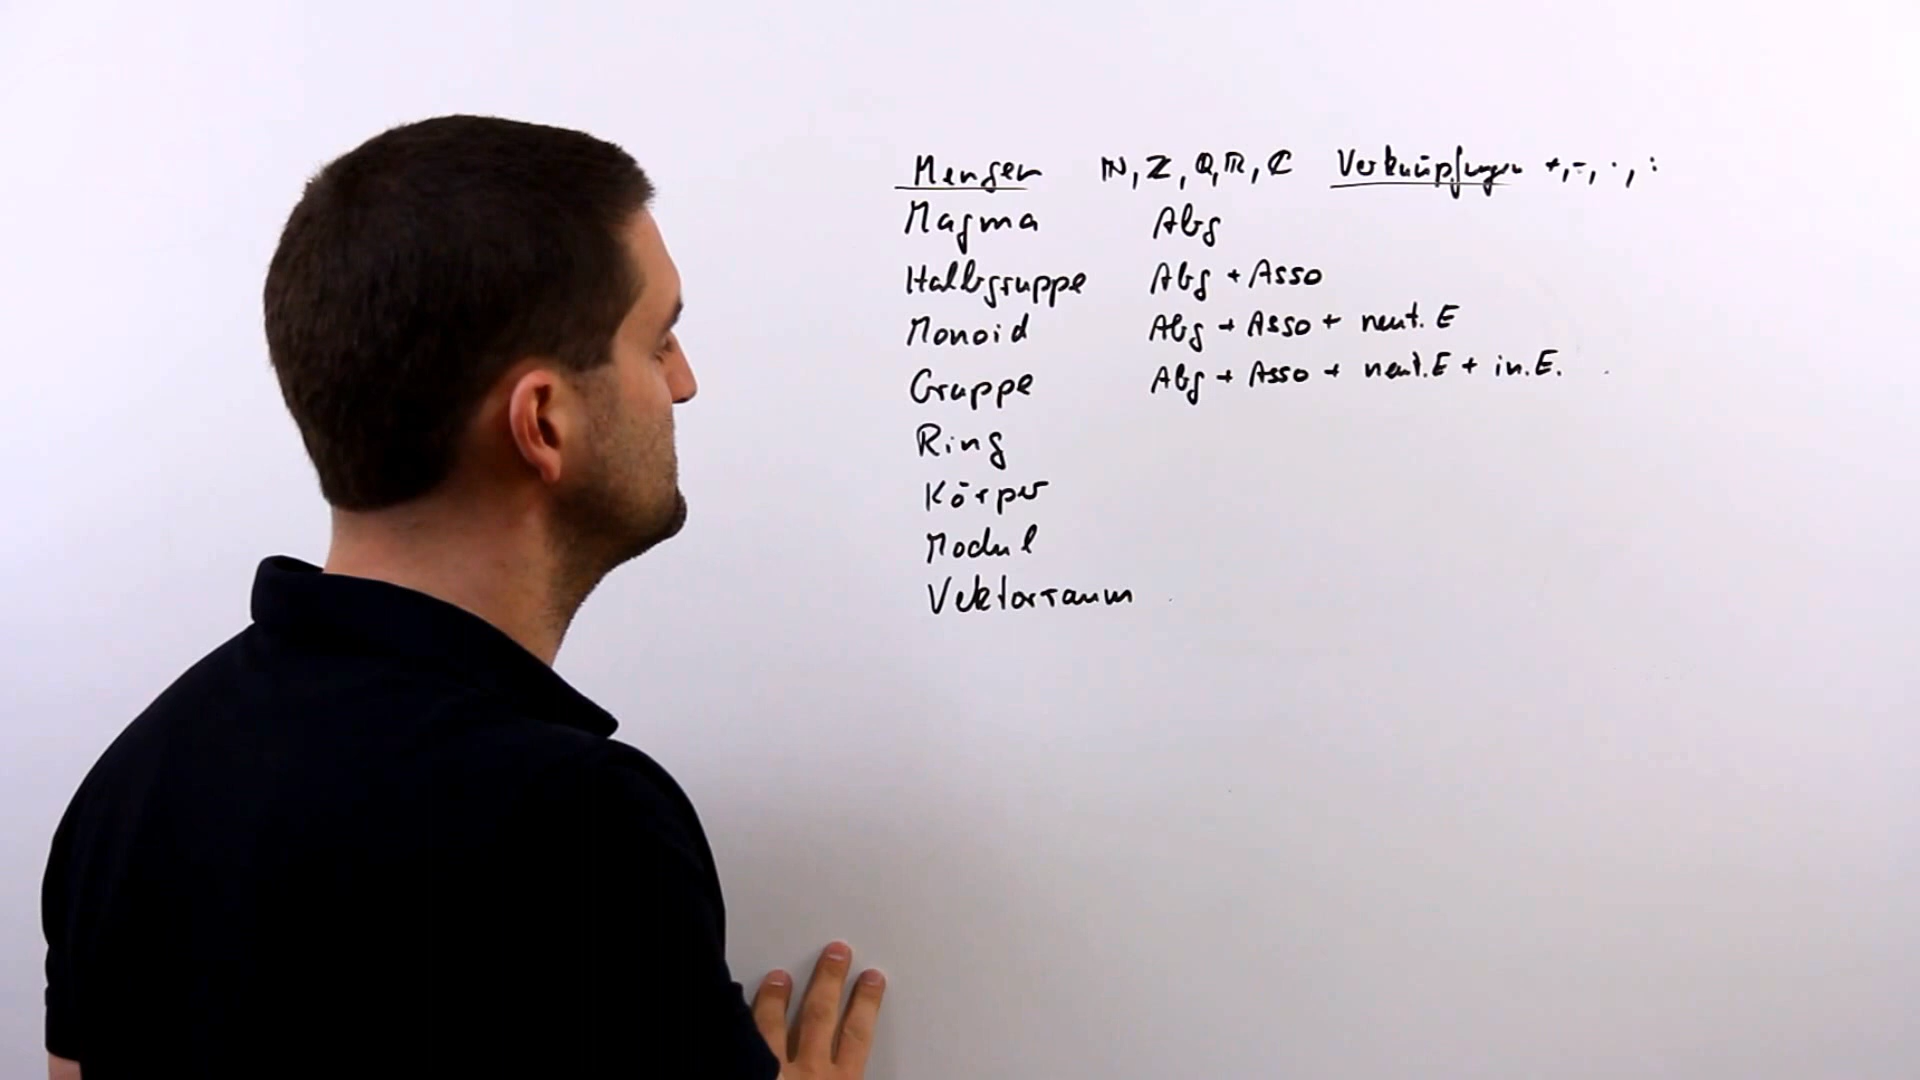 Mengen ℕ, ℤ, ℚ, ℝ, ℂ Verknüpfungen +, -, ·, :
Magma Abg
Halbgruppe Abg + Asso
Monoid Abg + Asso + neut. E
Gruppe Abg + Asso + neut. E + in. E.
Ring
Körper
Modul
Vektorraum